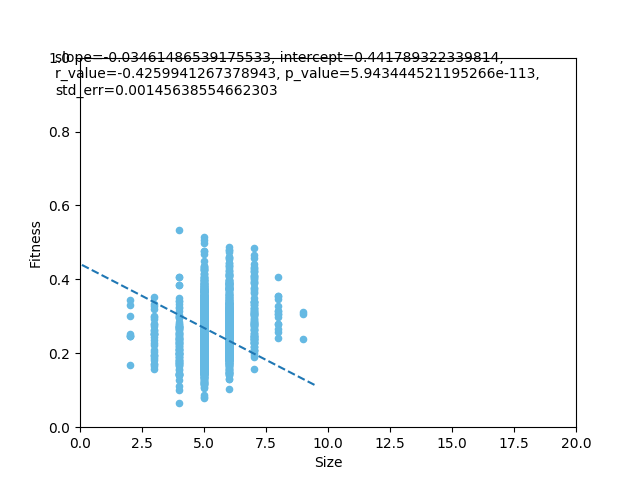 slope=-0.03461486539175533, intercept=0.441789322339814,
r_value=-0.4259941267378943, p_value=5.943444521195266e-113,
std_err=0.00145638554662303
1.0
0.8
0.6
0.4
0.2
0.0
Fitness
0.0 2.5 5.0 7.5 10.0 12.5 15.0 17.5 20.0
Size